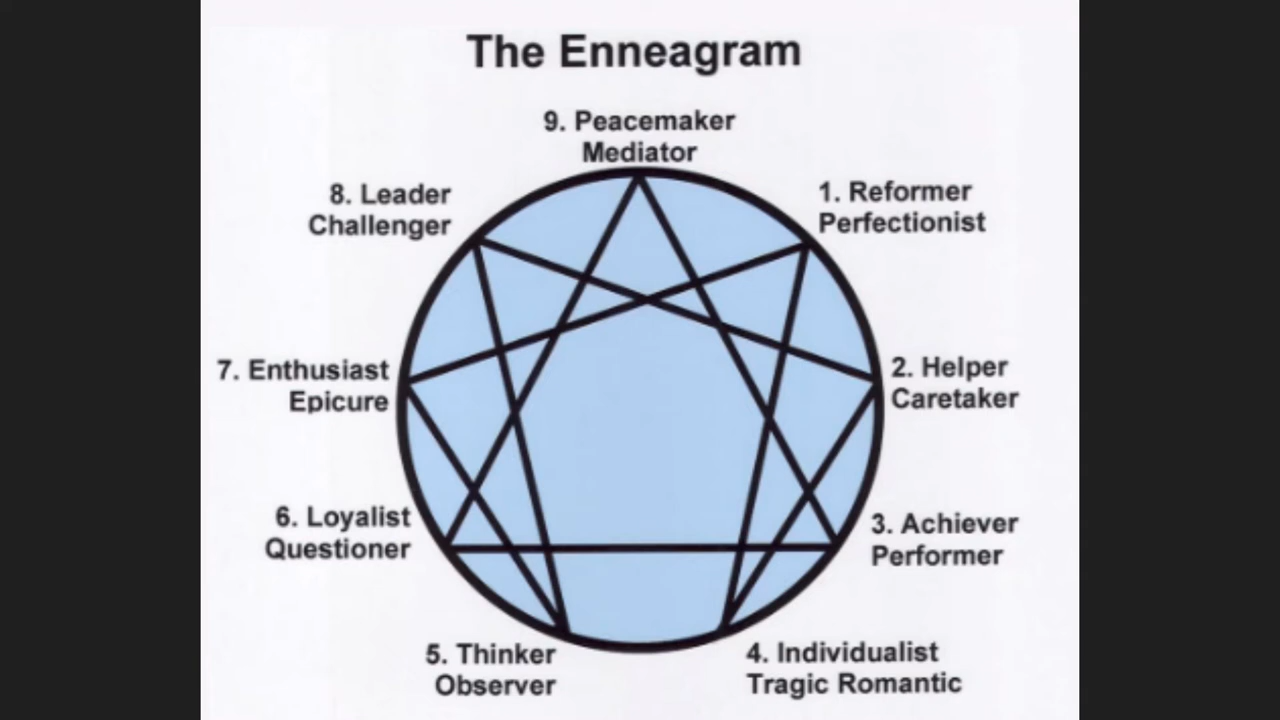 The Enneagram
9. Peacemaker
Mediator
8. Leader
Challenger
1. Reformer
Perfectionist
7. Enthusiast
Epicure
2. Helper
Caretaker
6. Loyalist
Questioner
3. Achiever
Performer
5. Thinker
Observer
4. Individualist
Tragic Romantic